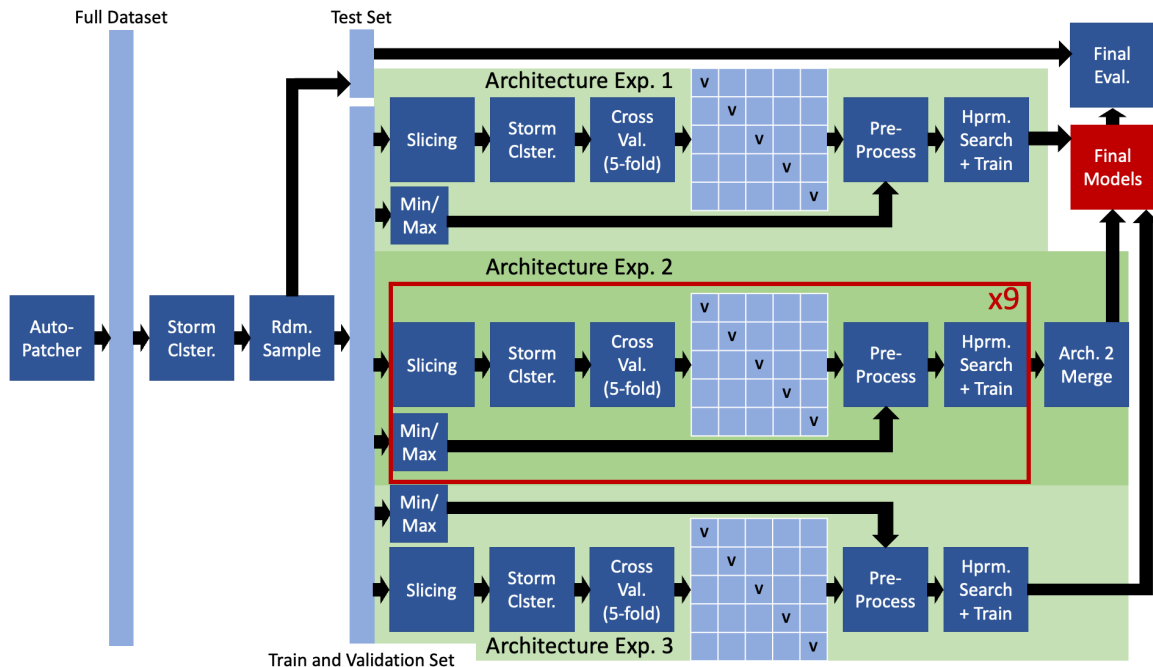 Full Dataset
Test Set
Final
Eval.
Architecture Exp. 1
Slicing
Storm
Clster.
Cross
Val.
(5-fold)
v
v
v
v
v
Pre-
Process
Hprm.
Search
+ Train
Final
Models
Min/
Max
Architecture Exp. 2
x9
Auto-
Patcher
Storm
Clster.
Rdm.
Sample
Slicing
Storm
Clster.
Cross
Val.
(5-fold)
v
v
v
v
v
Pre-
Process
Hprm.
Search
+ Train
Arch. 2
Merge
Min/
Max
Min/
Max
Slicing
Storm
Clster.
Cross
Val.
(5-fold)
v
v
v
v
v
Pre-
Process
Hprm.
Search
+ Train
Architecture Exp. 3
Train and Validation Set